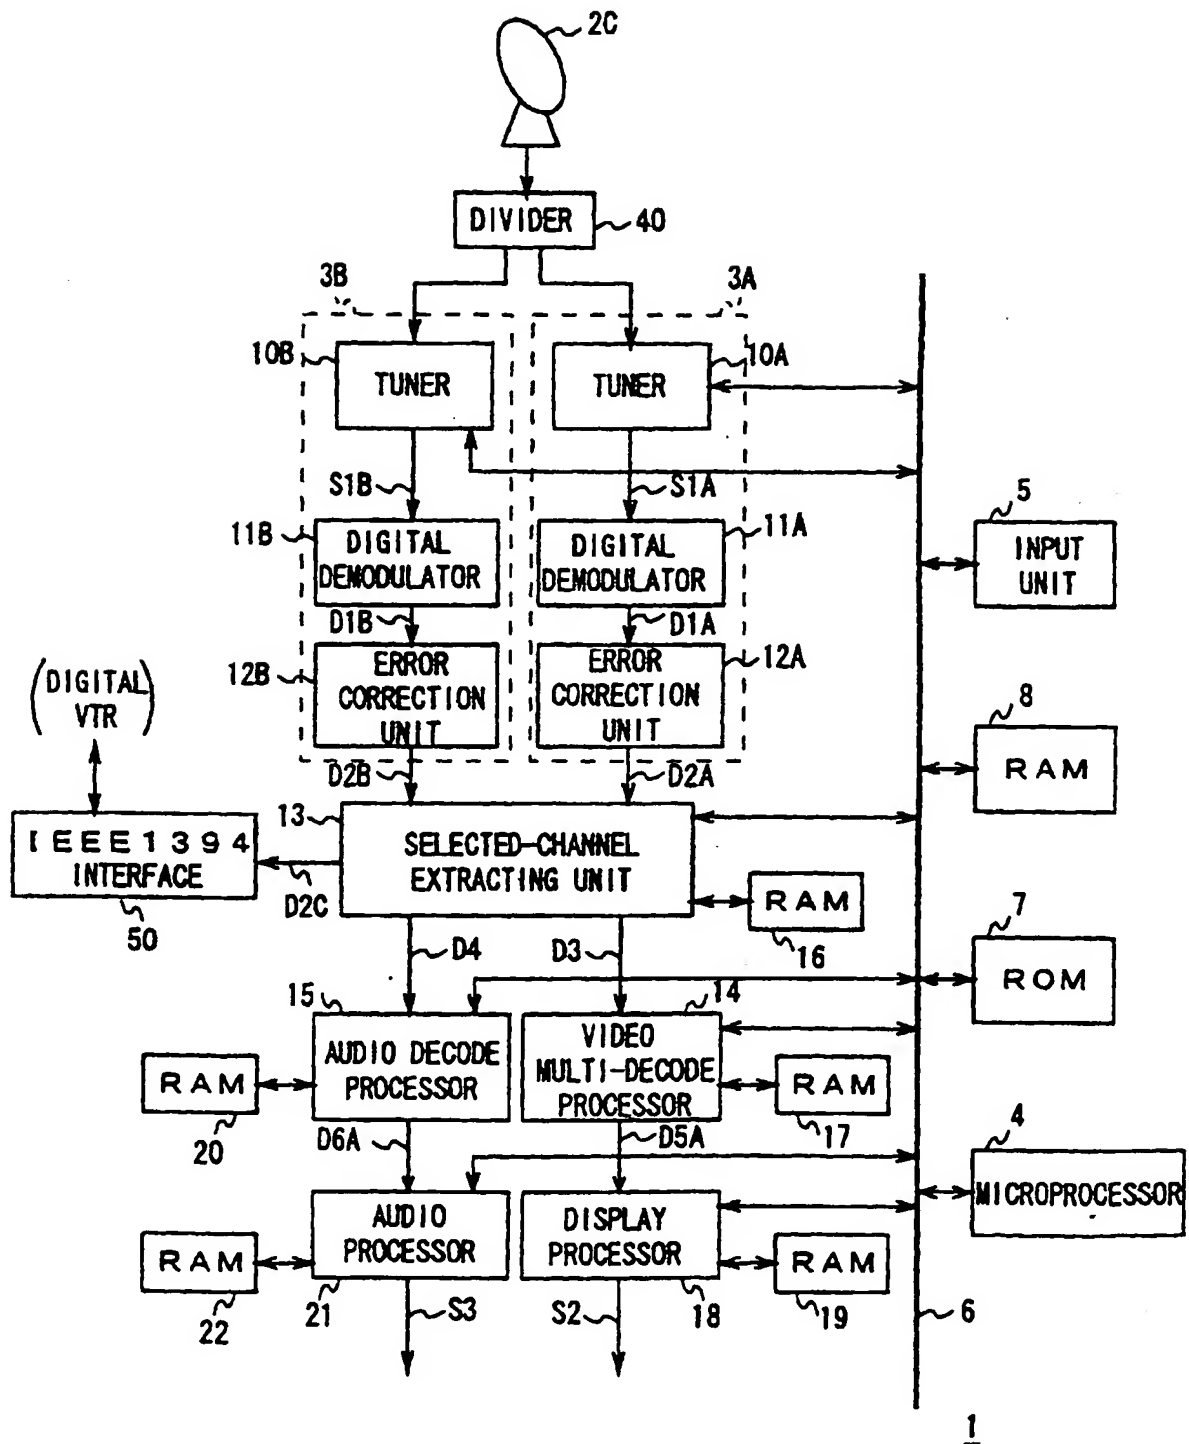 2C
DIVIDER
40
3B
3A
10B
TUNER
TUNER
10A
S1B
S1A
5
11B
DIGITAL
DEMODULATOR
DIGITAL
DEMODULATOR
11A
INPUT
UNIT
D1B
D1A
12B
ERROR
CORRECTION
UNIT
ERROR
CORRECTION
UNIT
12A
(DIGITAL
VTR)
8
RAM
D2B
D2A
13
IEEE1394
INTERFACE
SELECTED-CHANNEL
EXTRACTING UNIT
D2C
50
RAM
16
7
ROM
D4
D3
15
14
AUDIO DECODE
PROCESSOR
VIDEO
MULTI-DECODE
PROCESSOR
RAM
20
RAM
17
D6A
D5A
4
MICROPROCESSOR
AUDIO
PROCESSOR
DISPLAY
PROCESSOR
RAM
22
RAM
19
21
S3
S2
18
6
1